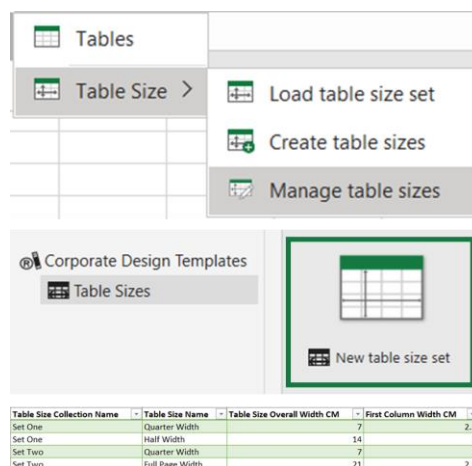 Tables
Table Size >
Load table size set
Create table sizes
Manage table sizes
® Corporate Design Templates
Table Sizes
New table size set
Table Size Collection Name Table Size Name Table Size Overall Width CM First Column Width CM
Set One Quarter Width 7 2.
Set One Half Width 14
Set Two Quarter Width 7
Set Two Full Page Width 21 2.